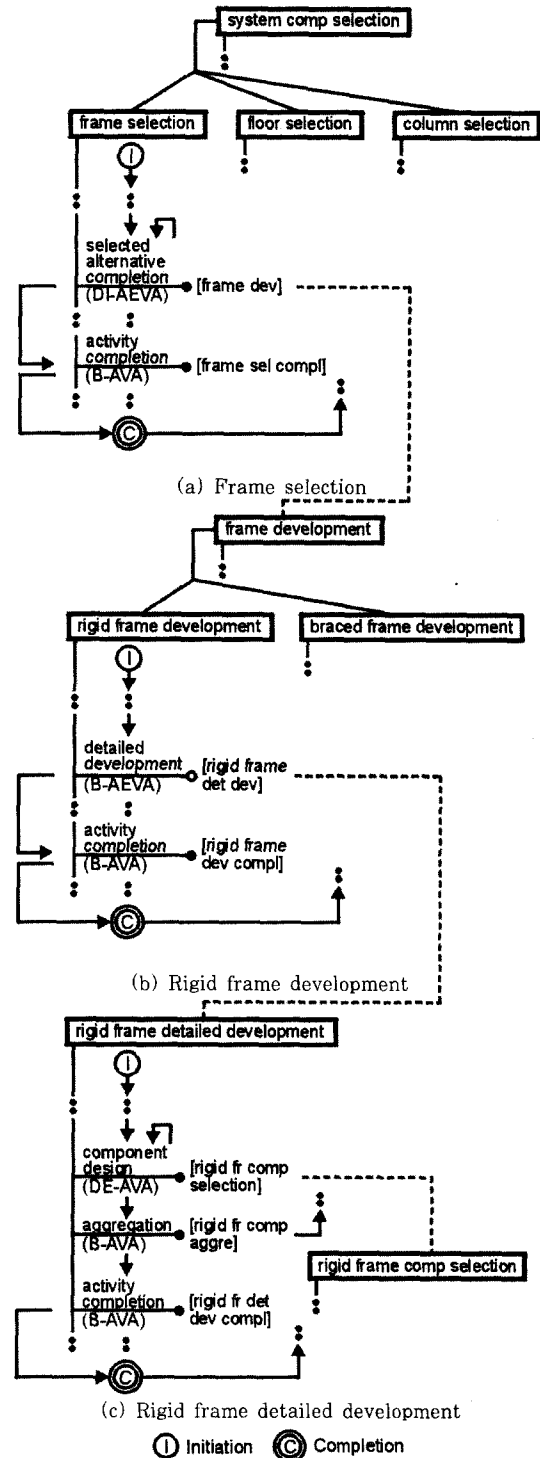 system comp selection
frame selection
floor selection
column selection
I
selected
alternative
completion
(DI-AEVA)
[frame dev]
activity
completion
(B-AVA)
[frame sel compl]
C
(a) Frame selection
frame development
rigid frame development
braced frame development
I
detailed
development
(B-AEVA)
[rigid frame
det dev]
activity
completion
(B-AVA)
[rigid frame
dev compl]
C
(b) Rigid frame development
rigid frame detailed development
I
component
design
(DE-AVA)
[rigid fr comp
selection]
aggregation
(B-AVA)
[rigid fr comp
aggre]
rigid frame comp selection
activity
completion
(B-AVA)
[rigid fr det
dev compl]
C
(c) Rigid frame detailed development
I Initiation
C Completion